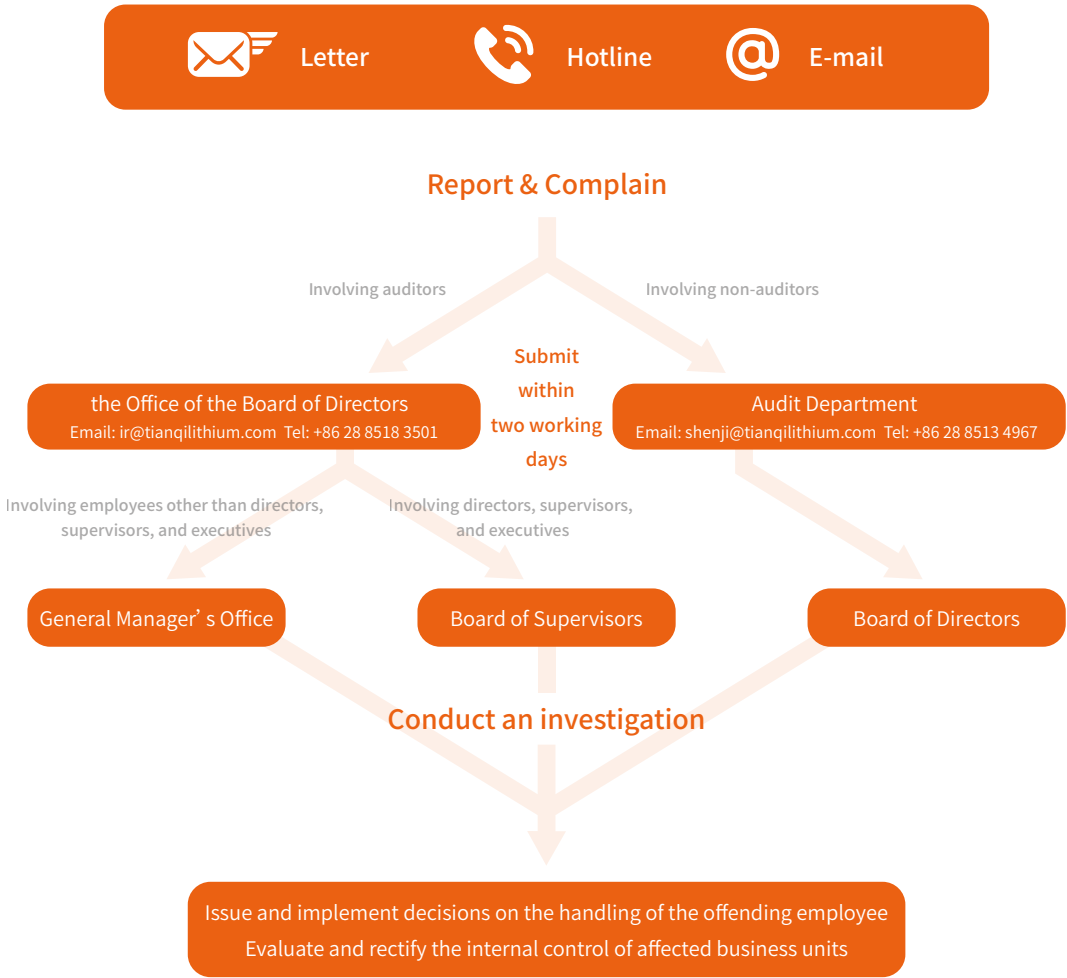 Letter
Hotline
E-mail
Report & Complain
Involving auditors
Involving non-auditors
Submit
within
two working
days
the Office of the Board of Directors
Email: ir@tianqilithium.com Tel: +86 28 8518 3501
Audit Department
Email: shenji@tianqilithium.com Tel: +86 28 8513 4967
Involving employees other than directors,
supervisors, and executives
Involving directors, supervisors,
and executives
General Manager’s Office
Board of Supervisors
Board of Directors
Conduct an investigation
Issue and implement decisions on the handling of the offending employee
Evaluate and rectify the internal control of affected business units